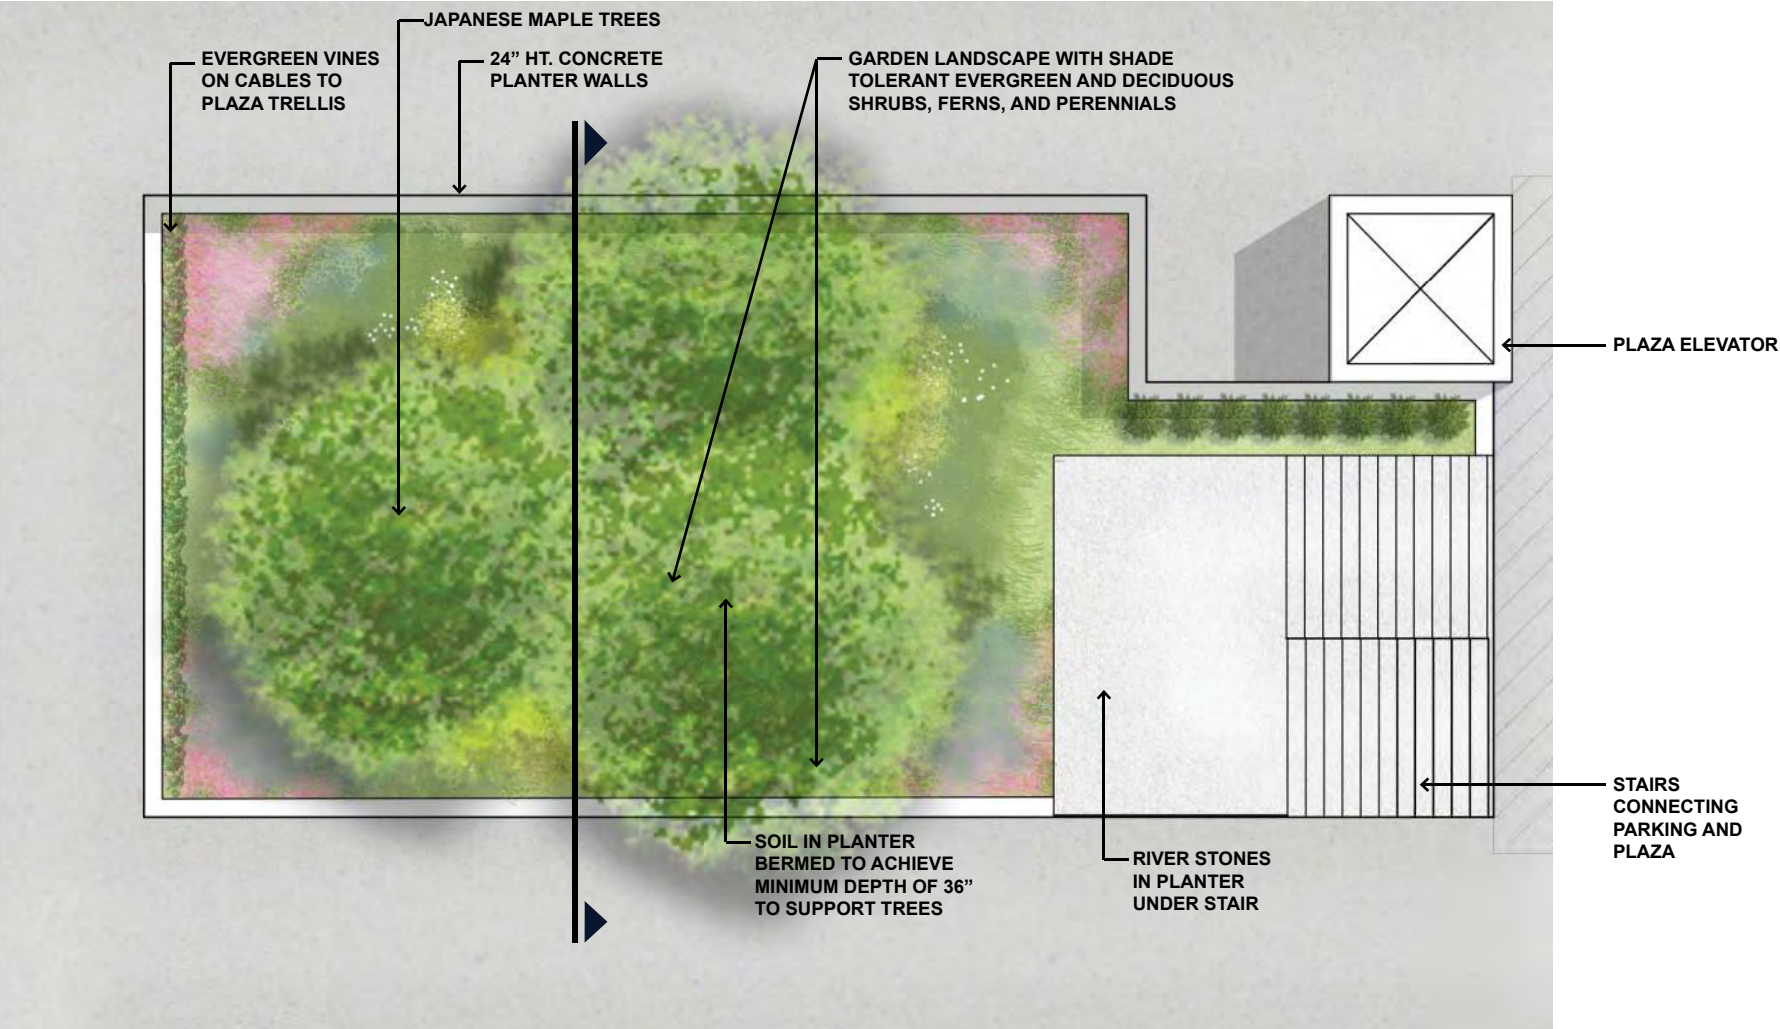 JAPANESE MAPLE TREES
EVERGREEN VINES
ON CABLES TO
PLAZA TRELLIS
24” HT. CONCRETE
PLANTER WALLS
GARDEN LANDSCAPE WITH SHADE
TOLERANT EVERGREEN AND DECIDUOUS
SHRUBS, FERNS, AND PERENNIALS
PLAZA ELEVATOR
STAIRS
CONNECTING
PARKING AND
PLAZA
SOIL IN PLANTER
BERMED TO ACHIEVE
MINIMUM DEPTH OF 36”
TO SUPPORT TREES
RIVER STONES
IN PLANTER
UNDER STAIR